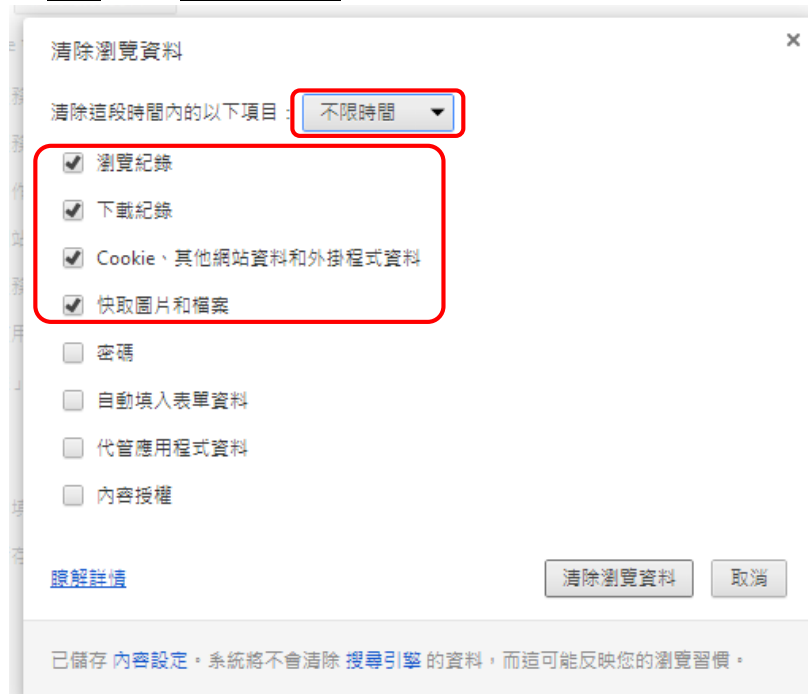 清除瀏覽資料
清除這段時間內的以下項目: 不限時間
瀏覽紀錄
下載紀錄
Cookie、其他網站資料和外掛程式資料
快取圖片和檔案
密碼
自動填入表單資料
代管應用程式資料
內容授權
瞭解詳情 清除瀏覽資料 取消
已儲存 內容設定。系統將不會清除 搜尋引擎 的資料,而這可能反映您的瀏覽習慣。